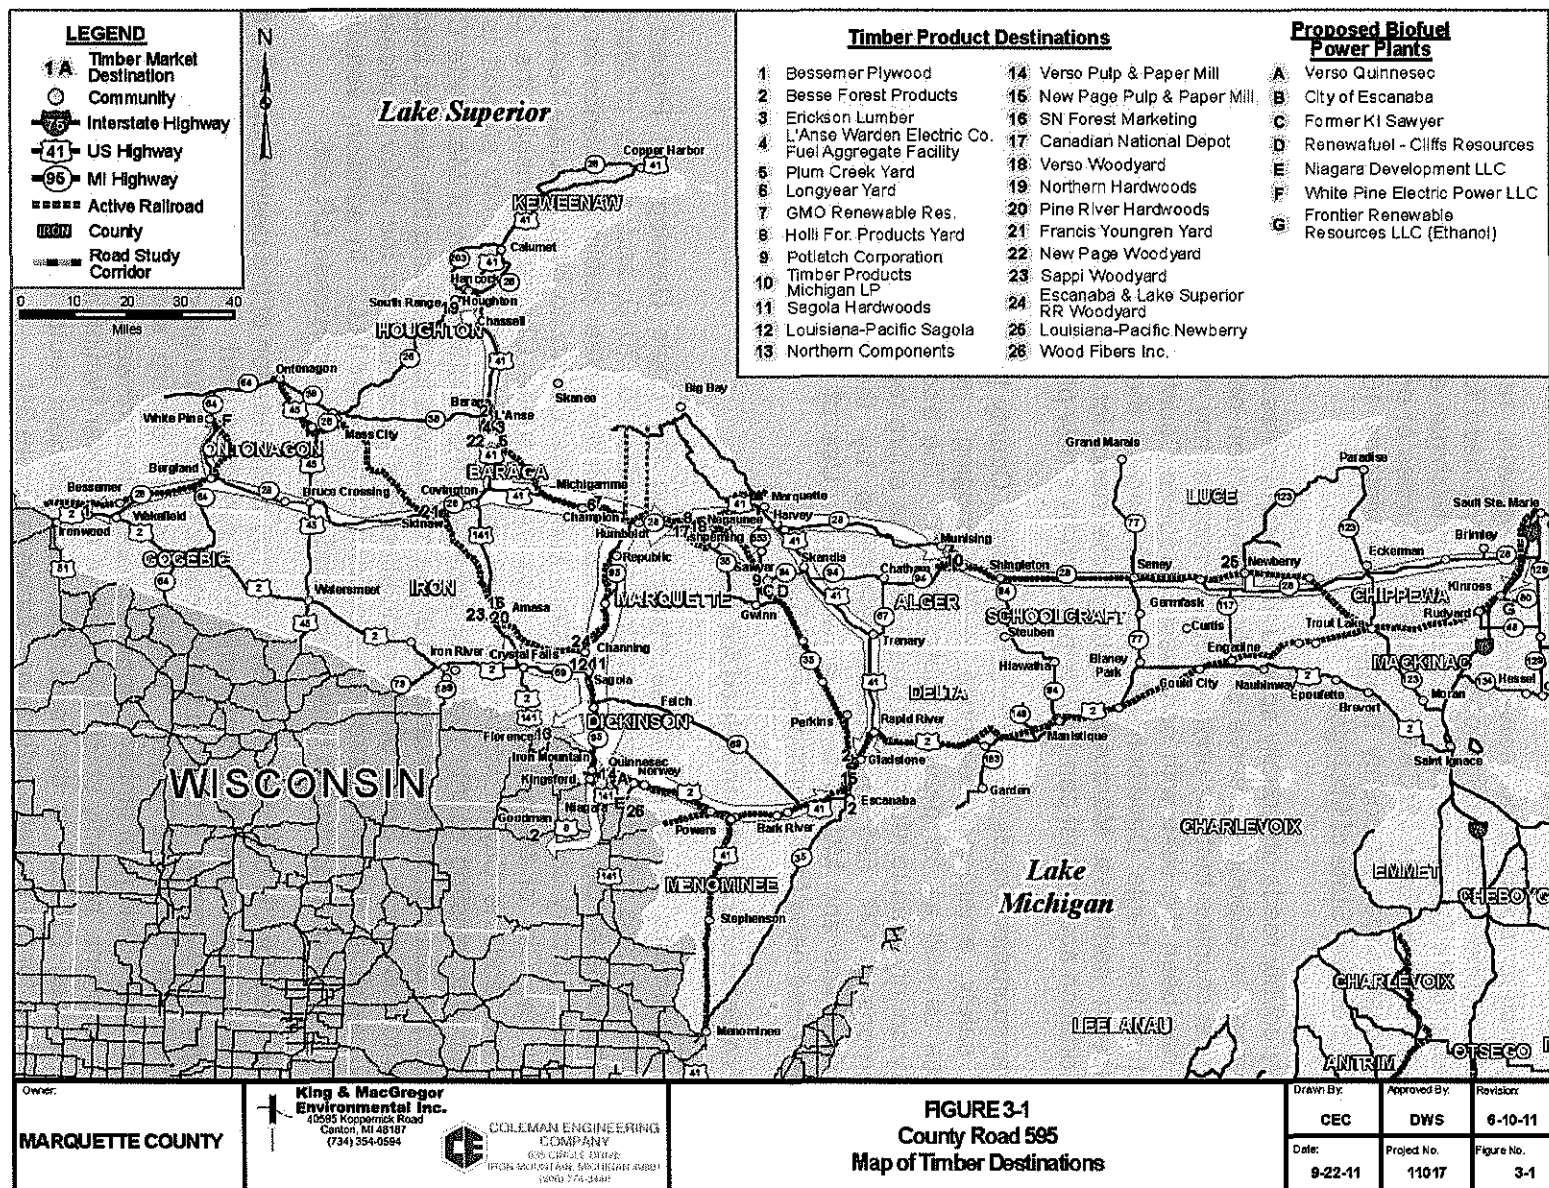 LEGEND
1 A Timber Market
Destination
Community
75 Interstate Highway
41 US Highway
95 MI Highway
Active Railroad
IRON County
Road Study
Corridor
0 10 20 30 40
Miles
N
Lake Superior
Timber Product Destinations
1 Bessemer Plywood
2 Besse Forest Products
3 Erickson Lumber
4 L'Anse Warden Electric Co.
Fuel Aggregate Facility
5 Plum Creek Yard
6 Longyear Yard
7 GMO Renewable Res.
8 Holli For. Products Yard
9 Potlatch Corporation
10 Timber Products
Michigan LP
11 Sagola Hardwoods
12 Louisiana-Pacific Sagola
13 Northern Components
14 Verso Pulp & Paper Mill
15 New Page Pulp & Paper Mill
16 SN Forest Marketing
17 Canadian National Depot
18 Verso Woodyard
19 Northern Hardwoods
20 Pine River Hardwoods
21 Francis Youngren Yard
22 New Page Woodyard
23 Sappi Woodyard
24 Escanaba & Lake Superior
RR Woodyard
25 Louisiana-Pacific Newberry
26 Wood Fibers Inc.
Proposed Biofuel
Power Plants
A Verso Quinnesec
B City of Escanaba
C Former KI Sawyer
D Renewafuel - Cliffs Resources
E Niagara Development LLC
F White Pine Electric Power LLC
G Frontier Renewable
Resources LLC (Ethanol)
Copper Harbor
KEWEENAW
Calumet
Hancock
South Range
Houghton
HOUGHTON
Chassell
Ontonagon
Skanee
Big Bay
Baraga
L'Anse
White Pine
Mass City
ONTONAGON
Bergland
BARAGA
Michigamme
Grand Marais
Paradise
Bessemer
Bruce Crossing
Covington
Marquette
LUCE
Sault Ste. Marie
Ironwood
Wakefield
Sidnaw
Champion
Humboldt
Negaunee
Ishpeming
Harvey
Munising
Brimley
GOGEBIC
Republic
Skandia
Eckerman
Sawyer
Chatham
Shingleton
Seney
Newberry
Kinross
IRON
MARQUETTE
ALGER
SCHOOLCRAFT
Germfask
CHIPPEWA
Rudyard
Watersmeet
Amasa
Gwinn
Steuben
Curtis
Trout Lake
Trenary
Iron River
Crystal Falls
Channing
Hiawatha
Blaney
Park
Engadine
MACKINAC
Sagola
Gould City
Naubinway
Hessel
DELTA
Epoufette
Moran
Felch
Brevort
DICKINSON
Perkins
Rapid River
Florence
Manistique
Iron Mountain
Quinnesec
Gladstone
Saint Ignace
WISCONSIN
Kingsford
Norway
Garden
Niagara
Escanaba
Goodman
Powers
Bark River
CHARLEVOIX
Lake
Michigan
EMMET
MENOMINEE
Stephenson
CHARLEVOIX
Menominee
LEELANAU
OTSEGO
ANTRIM
Owner:
MARQUETTE COUNTY
King & MacGregor
Environmental Inc.
Canton, MI 48187
(734) 354-0594
COLEMAN ENGINEERING
COMPANY
635 CIRCLE DRIVE
FIGURE 3-1
County Road 595
Map of Timber Destinations
Drawn By: CEC
Approved By: DWS
Revision: 6-10-11
Date: 9-22-11
Project No. 11017
Figure No. 3-1